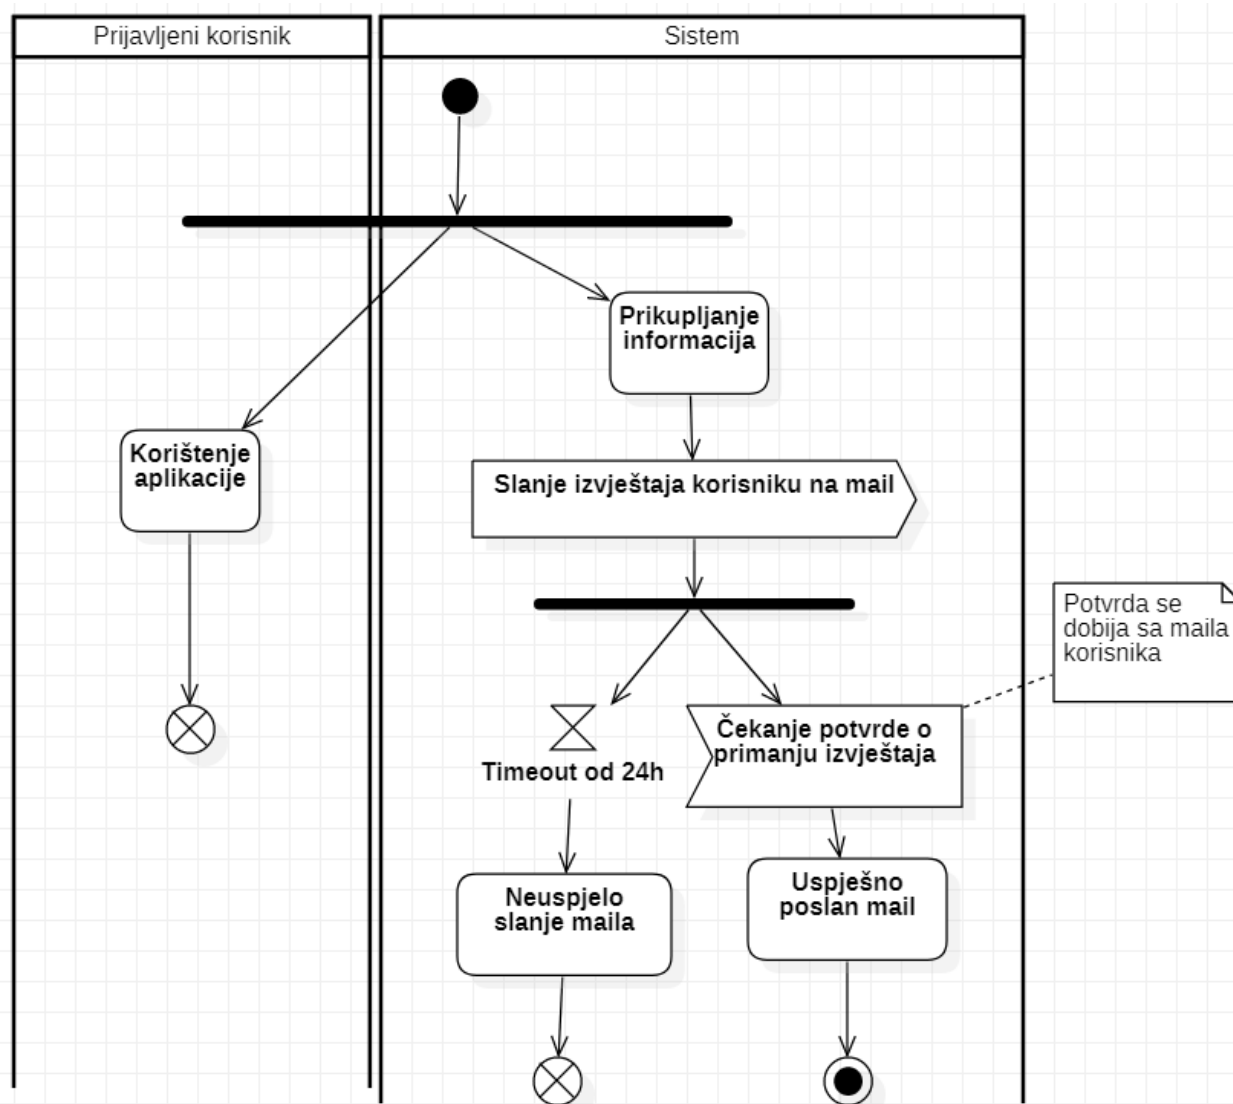 Prijavljeni korisnik
Sistem
Prikupljanje
informacija
Korištenje
aplikacije
Slanje izvještaja korisniku na mail
Potvrda se
dobija sa maila
korisnika
Čekanje potvrde o
primanju izvještaja
Timeout od 24h
Neuspjelo
slanje maila
Uspješno
poslan mail